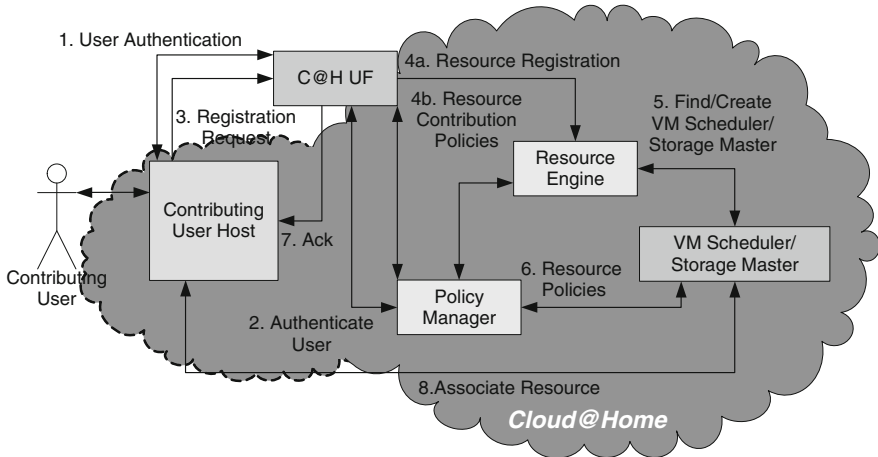 1. User Authentication
C@H UF
4a. Resource Registration
3. Registration
Request
4b. Resource
Contribution
Policies
5. Find/Create
VM Scheduler/
Storage Master
Resource
Engine
Contributing
User Host
7. Ack
Contributing
User
VM Scheduler/
Storage Master
6. Resource
Policies
Policy
Manager
2. Authenticate
User
8.Associate Resource
Cloud@Home